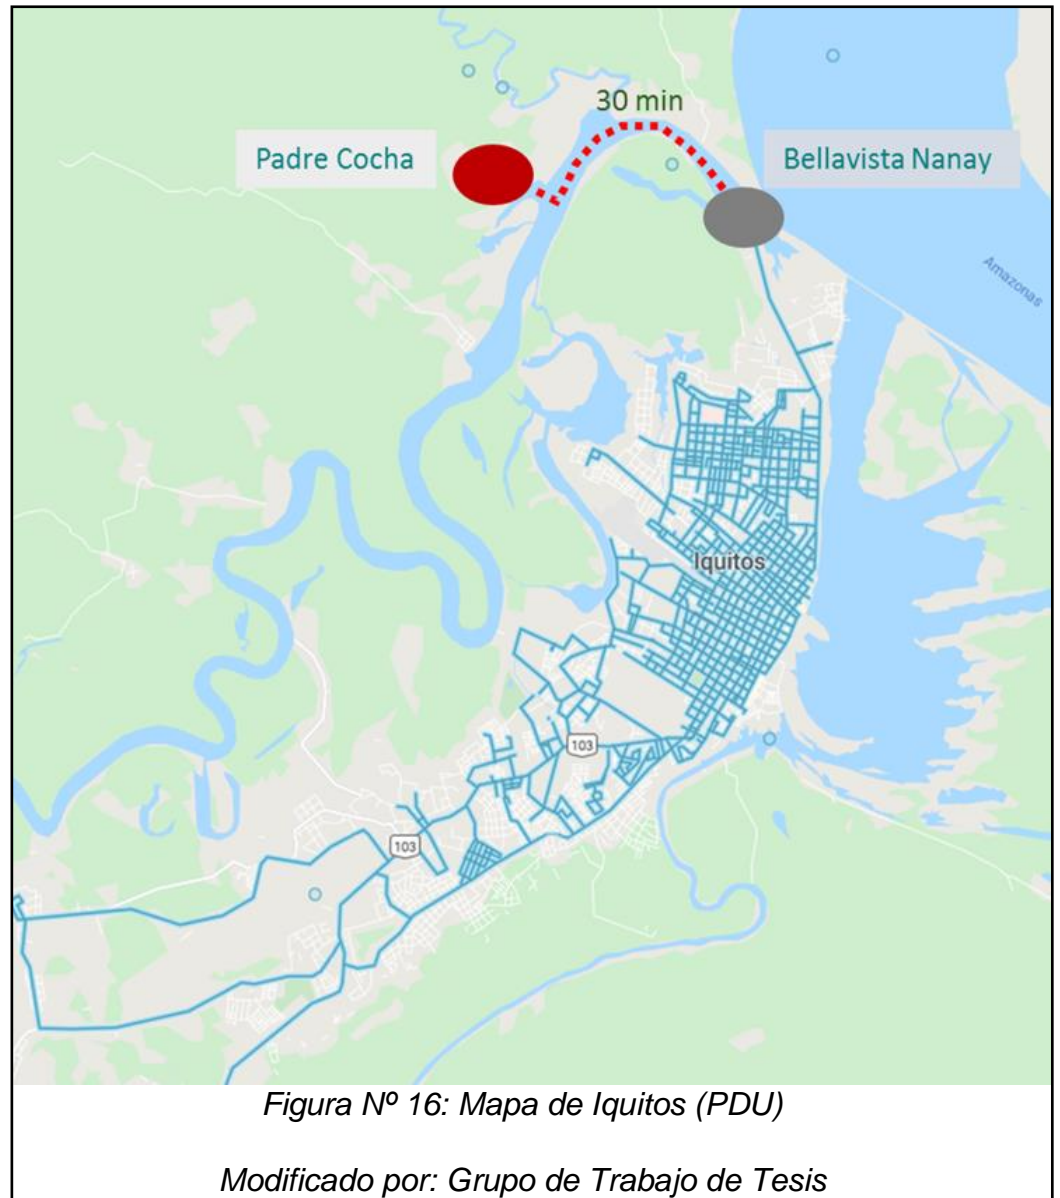 30 min
Padre Cocha
Bellavista Nanay
Amazonas
Iquitos
103
103
Figura Nº 16: Mapa de Iquitos (PDU)
Modificado por: Grupo de Trabajo de Tesis